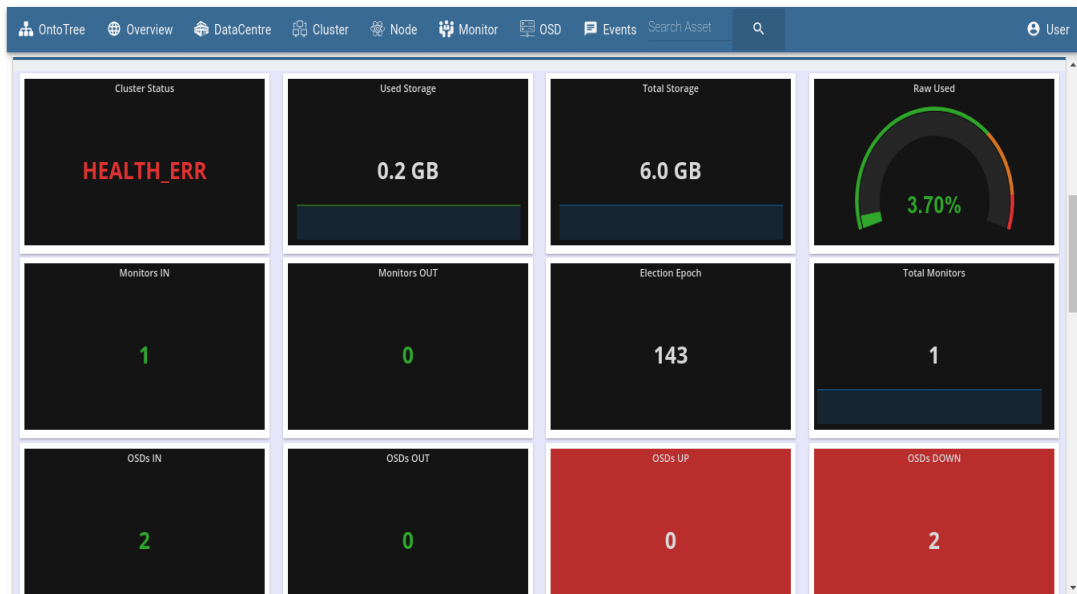 OntoTree Overview DataCentre Cluster Node Monitor OSD Events Search Asset User
Cluster Status
HEALTH_ERR
Used Storage
0.2 GB
Total Storage
6.0 GB
Raw Used
3.70%
Monitors IN
1
Monitors OUT
0
Election Epoch
143
Total Monitors
1
OSDs IN
2
OSDs OUT
0
OSDs UP
0
OSDs DOWN
2